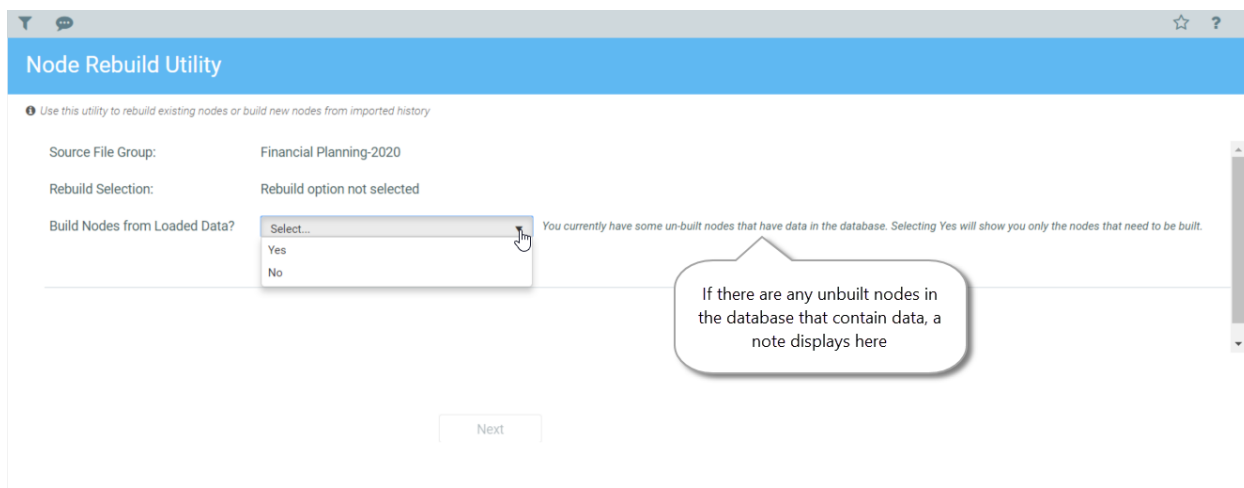 ?
Node Rebuild Utility
Use this utility to rebuild existing nodes or build new nodes from imported history
Source File Group: Financial Planning-2020
Rebuild Selection: Rebuild option not selected
Build Nodes from Loaded Data? Select... You currently have some un-built nodes that have data in the database. Selecting Yes will show you only the nodes that need to be built.
Yes
No
If there are any unbuilt nodes in
the database that contain data, a
note displays here
Next